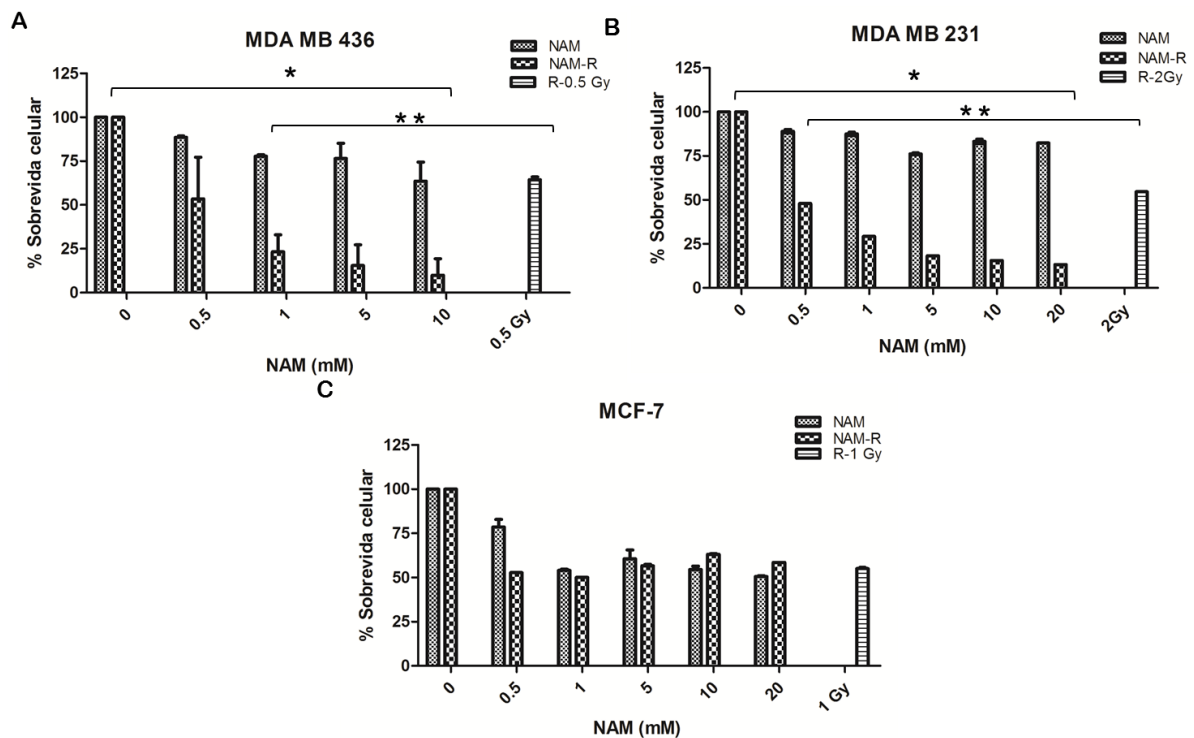 A
MDA MB 436
NAM
NAM-R
R-0.5 Gy
*
* *
% Sobrevida celular
125
100
75
50
25
0
0
0.5
1
5
10
0.5 Gy
NAM (mM)
B
MDA MB 231
NAM
NAM-R
R-2Gy
*
* *
% Sobrevida celular
125
100
75
50
25
0
0
0.5
1
5
10
20
2Gy
NAM (mM)
C
MCF-7
NAM
NAM-R
R-1 Gy
% Sobrevida celular
125
100
75
50
25
0
0
0.5
1
5
10
20
1 Gy
NAM (mM)